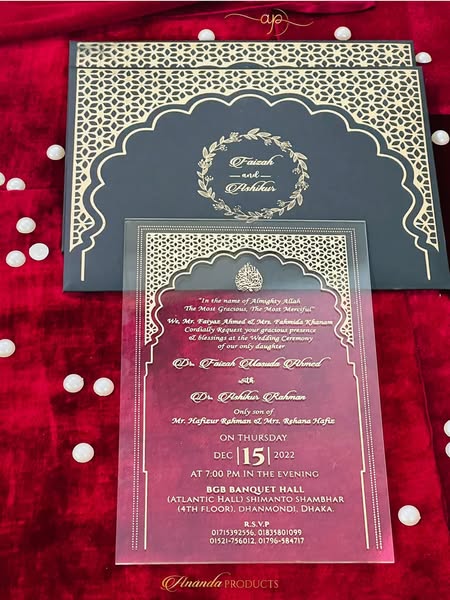 ap
Faizah
and
Ashikur
"In the name of Almighty Allah
The Most Gracious, The Most Merciful"
We, Mr. Faiyaz Ahmed & Mrs. Fahmida Khanam
Cordially Request your gracious presence
& blessings at the Wedding Ceremony
of our only daughter
Dr. Faizah Masuda Ahmed
with
Dr. Ashikur Rahman
Only son of
Mr. Hafizur Rahman & Mrs. Rehana Hafiz
ON THURSDAY
DEC |15| 2022
AT 7:00 PM IN THE EVENING
BGB BANQUET HALL
(ATLANTIC HALL) SHIMANTO SHAMBHAR
(4TH FLOOR), DHANMONDI, DHAKA.
R.S.V.P
01715392556, 01835801099
01521-756012, 01796-584717
Ananda PRODUCTS